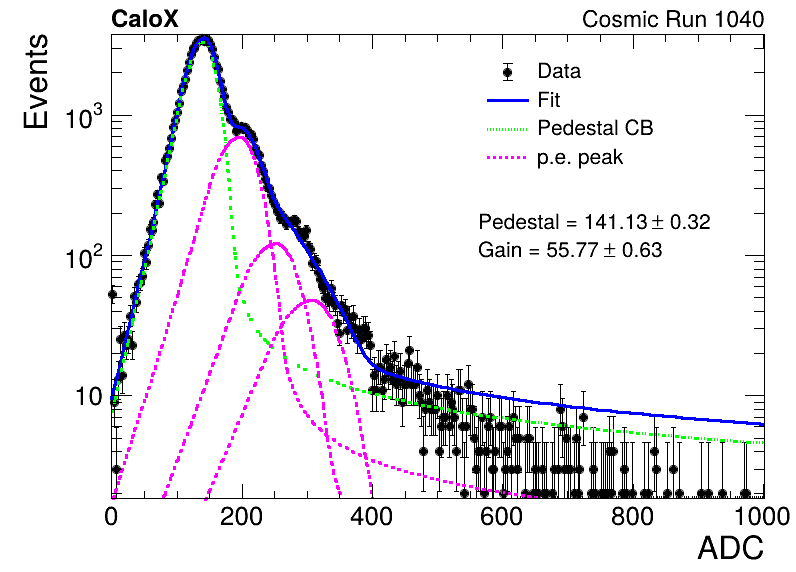 CaloX Cosmic Run 1040
Events
Data
Fit
Pedestal CB
p.e. peak
Pedestal = 141.13 ± 0.32
Gain = 55.77 ± 0.63
10³
10²
10
0 200 400 600 800 1000
ADC